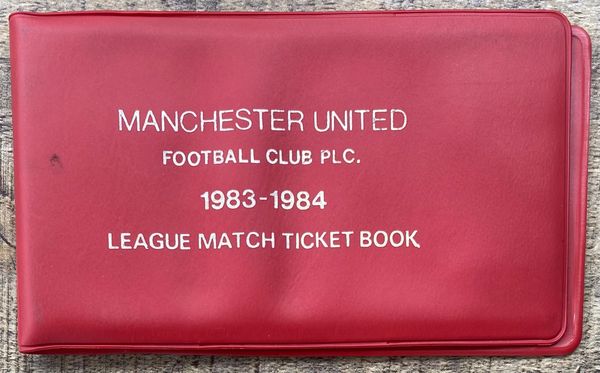 MANCHESTER UNITED
FOOTBALL CLUB PLC.
1983-1984
LEAGUE MATCH TICKET BOOK